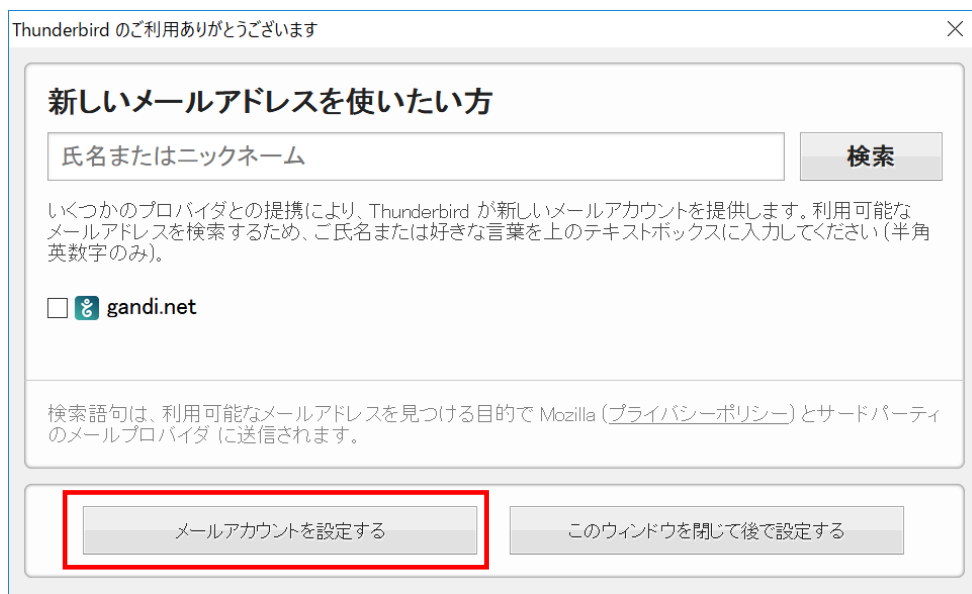 Thunderbird のご利用ありがとうございます
新しいメールアドレスを使いたい方
氏名またはニックネーム
検索
いくつかのプロバイダとの提携により、Thunderbird が新しいメールアカウントを提供します。利用可能な
メールアドレスを検索するため、ご氏名または好きな言葉を上のテキストボックスに入力してください (半角
英数字のみ)。
gandi.net
検索語句は、利用可能なメールアドレスを見つける目的で Mozilla (プライバシーポリシー) とサードパーティ
のメールプロバイダ に送信されます。
メールアカウントを設定する
このウィンドウを閉じて後で設定する